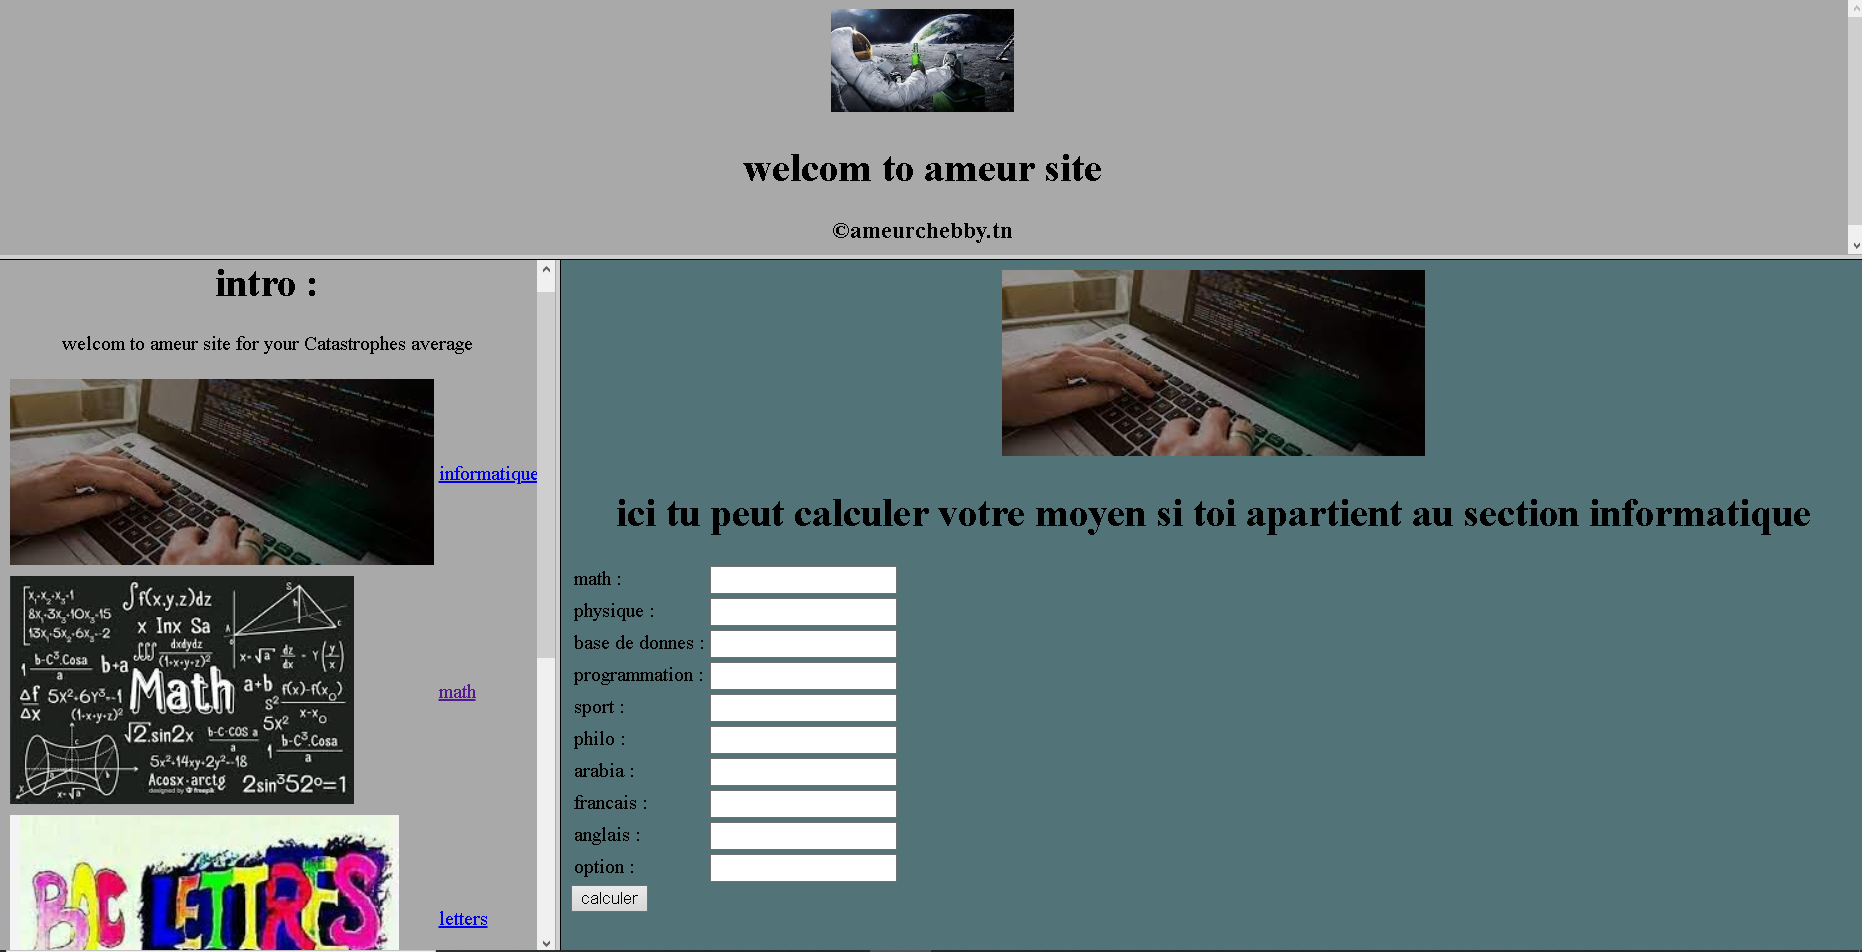 welcom to ameur site
©ameurchebby.tn
intro :
welcom to ameur site for your Catastrophes average
informatique
Math
math
BAC LETTRES
letters
ici tu peut calculer votre moyen si toi apartient au section informatique
math :
physique :
base de donnes :
programmation :
sport :
philo :
arabia :
francais :
anglais :
option :
calculer